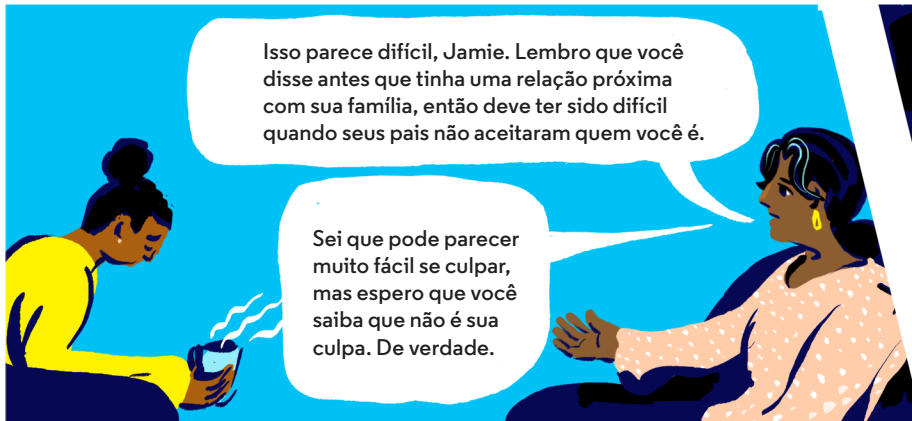 Isso parece difícil, Jamie. Lembro que você
disse antes que tinha uma relação próxima
com sua família, então deve ter sido difícil
quando seus pais não aceitaram quem você é.
Sei que pode parecer
muito fácil se culpar,
mas espero que você
saiba que não é sua
culpa. De verdade.